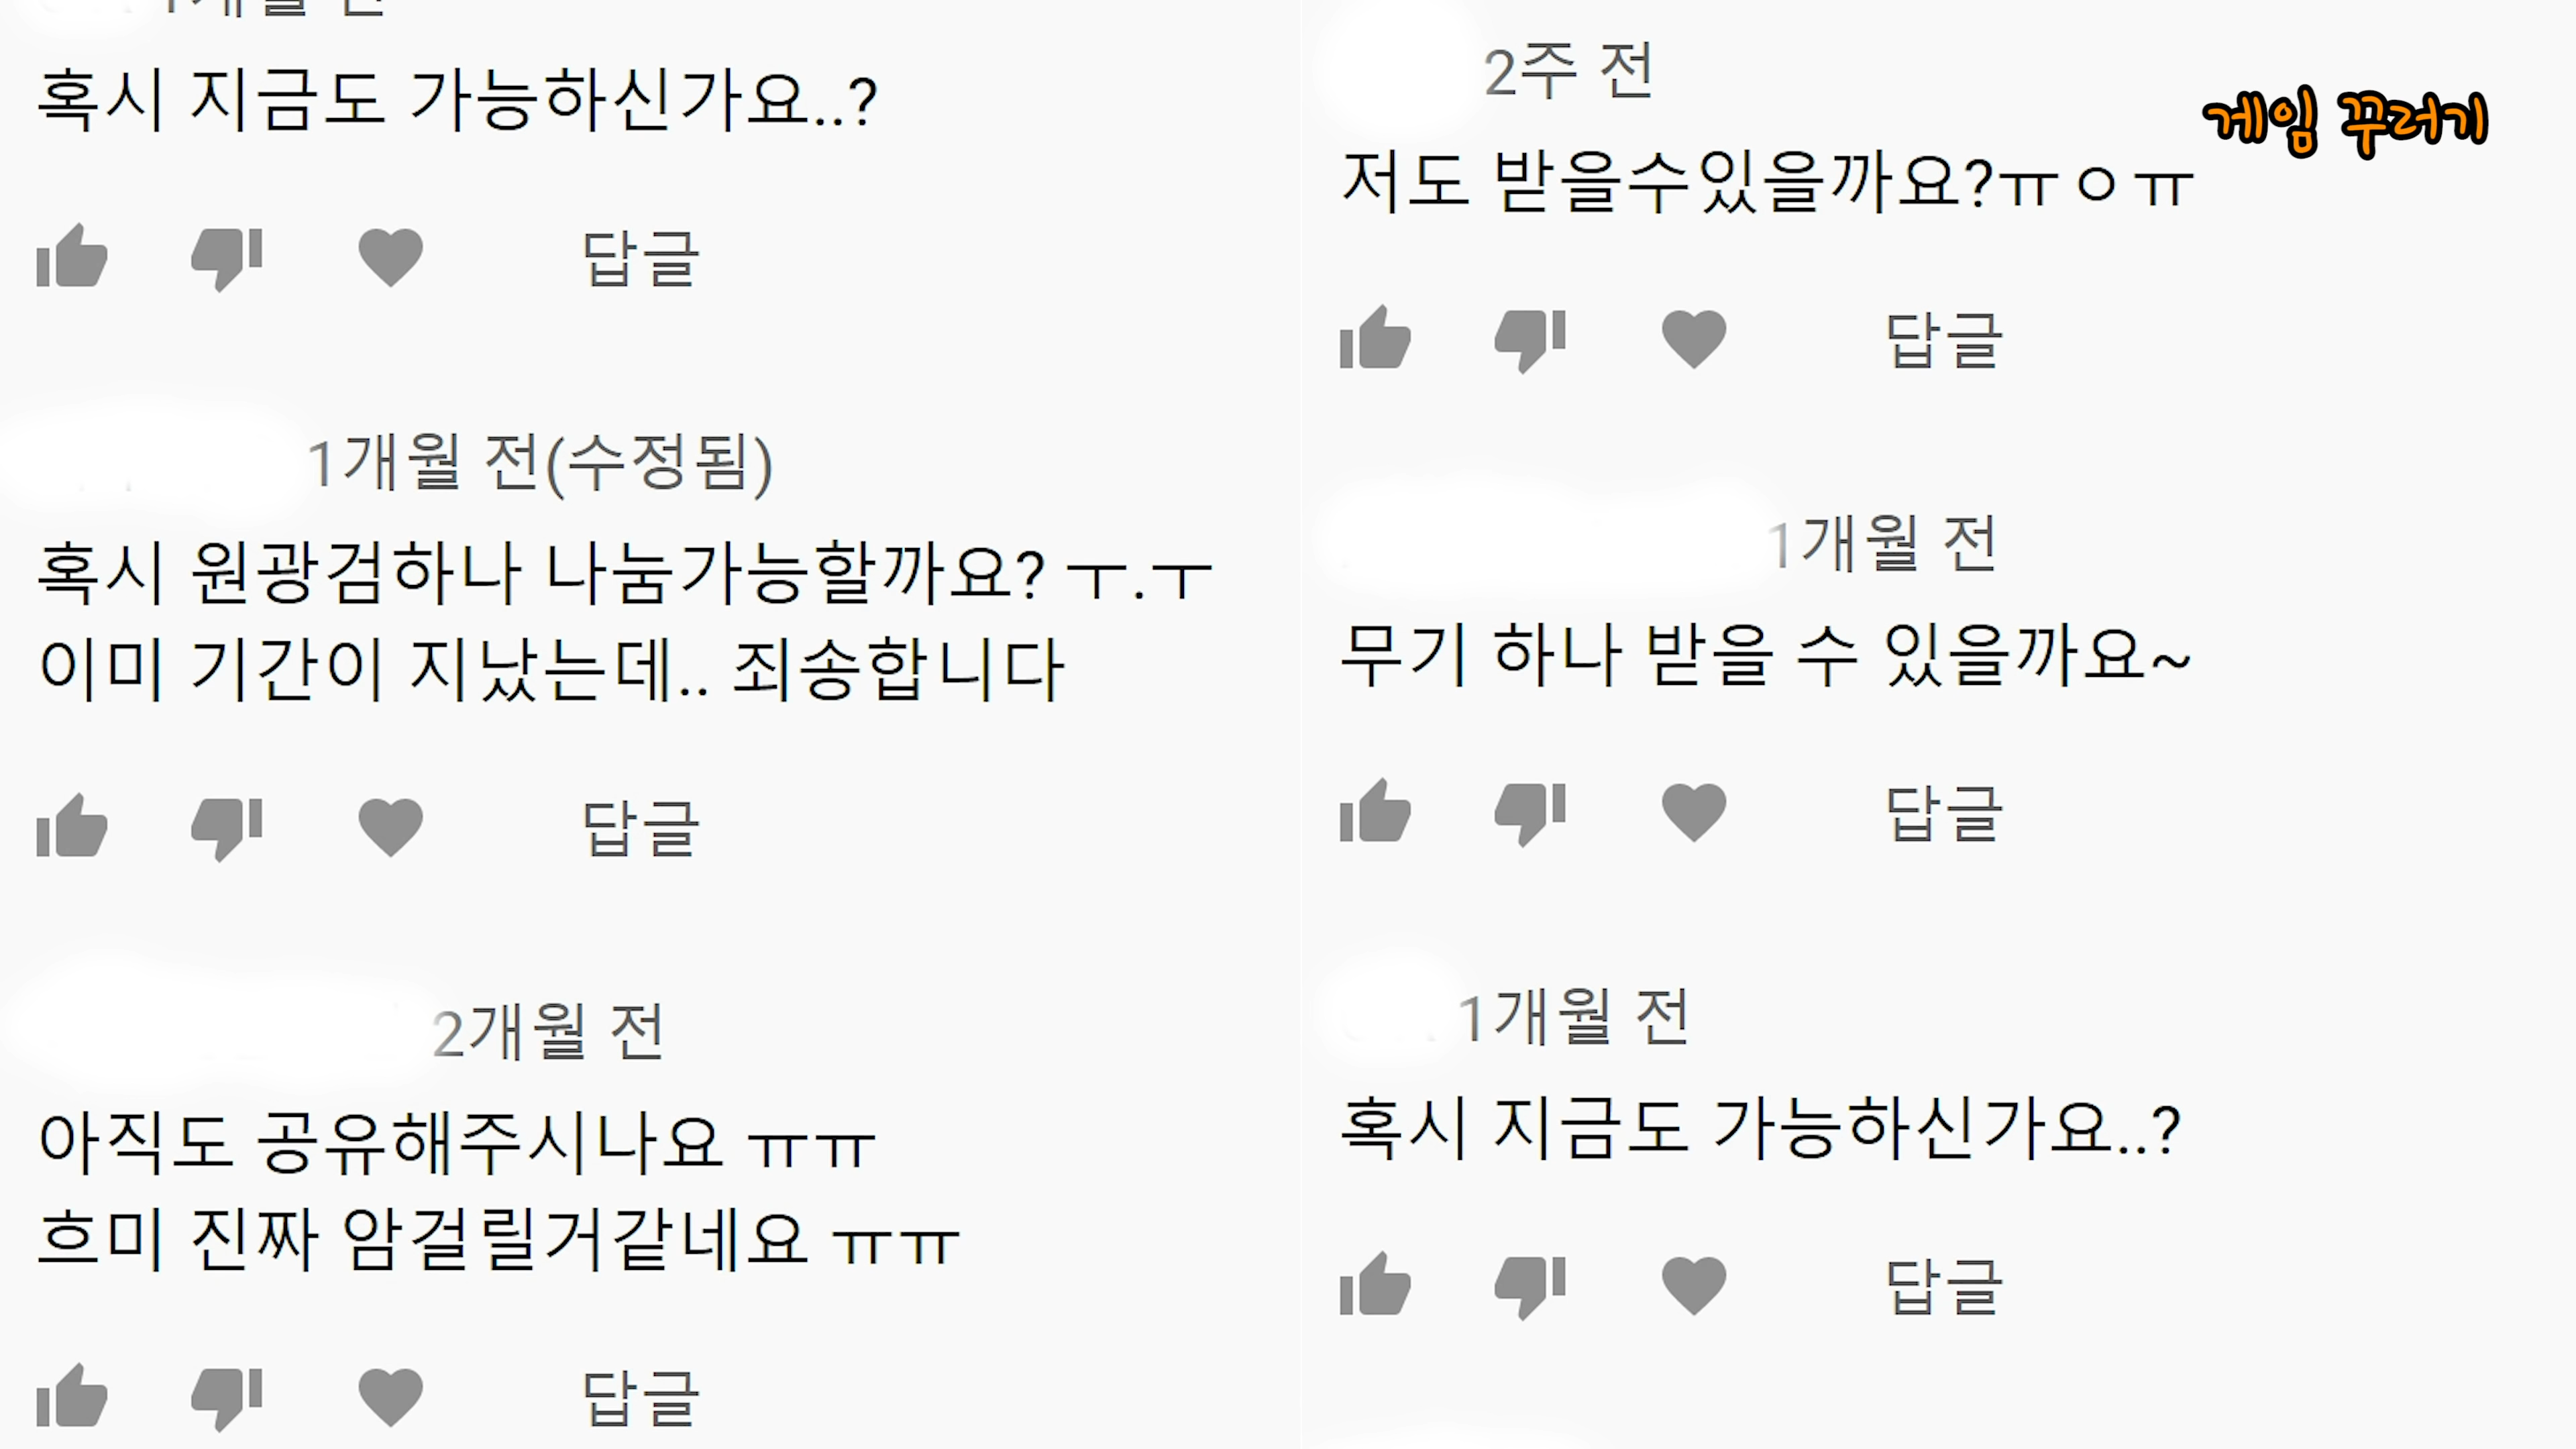 혹시 지금도 가능하신가요..?
답글
1개월 전(수정됨)
혹시 원광검하나 나눔가능할까요? ㅜ.ㅜ
이미 기간이 지났는데.. 죄송합니다
답글
2개월 전
아직도 공유해주시나요 ㅠㅠ
흐미 진짜 암걸릴거같네요 ㅠㅠ
답글
2주 전
게임 꾸러기
저도 받을수있을까요?ㅠㅇㅠ
답글
1개월 전
무기 하나 받을 수 있을까요~
답글
1개월 전
혹시 지금도 가능하신가요..?
답글